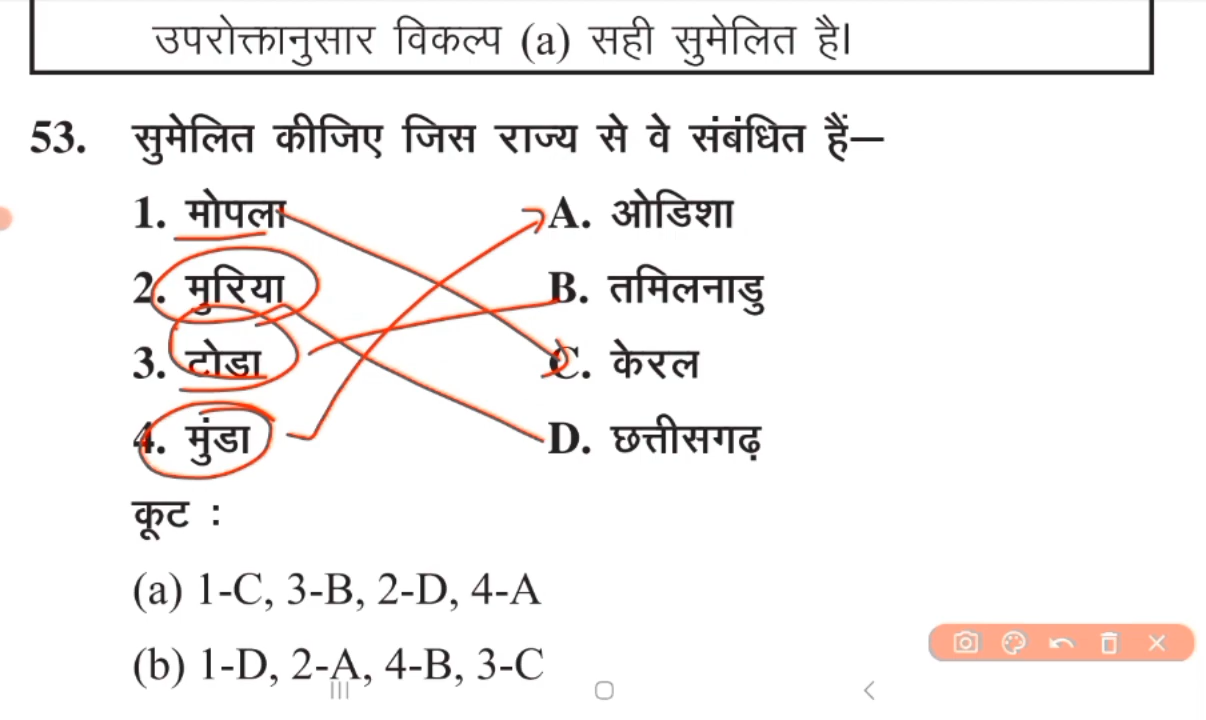 उपरोक्तानुसार विकल्प (a) सही सुमेलित है।
53. सुमेलित कीजिए जिस राज्य से वे संबंधित हैं—
1. मोपला A. ओडिशा
2. मुरिया B. तमिलनाडु
3. टोडा C. केरल
4. मुंडा D. छत्तीसगढ़
कूट :
(a) 1-C, 3-B, 2-D, 4-A
(b) 1-D, 2-A, 4-B, 3-C